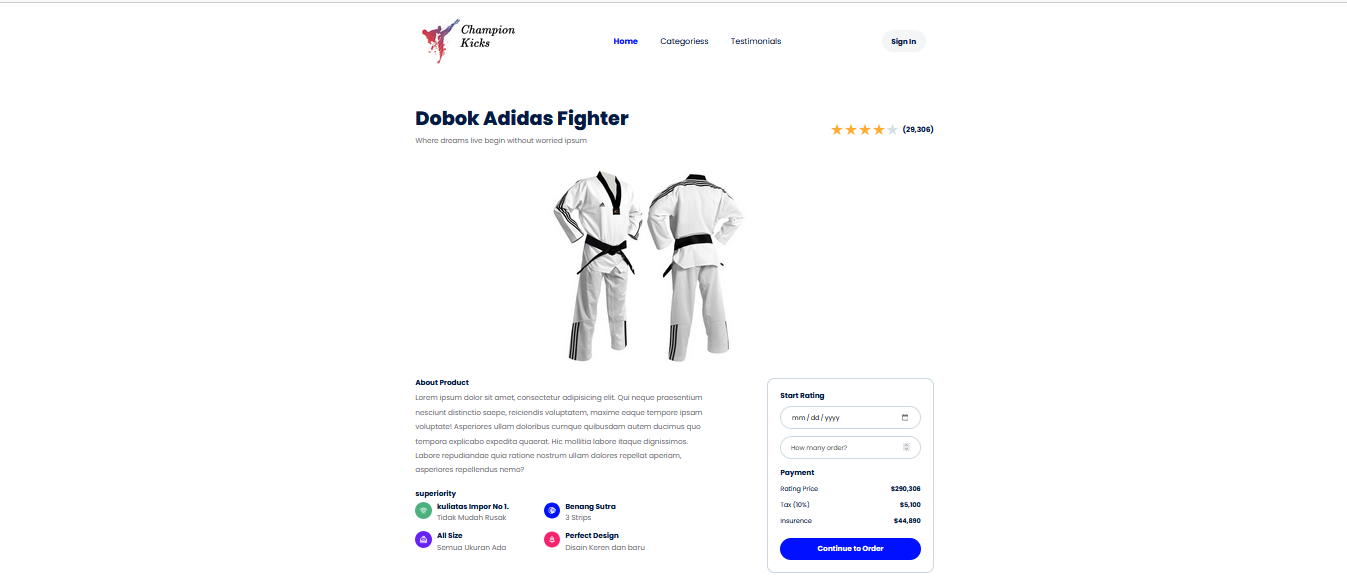 Champion
Kicks
Home Categoriess Testimonials
Sign In
Dobok Adidas Fighter
Where dreams live begin without worried ipsum
(29,306)
About Product
Lorem ipsum dolor sit amet, consectetur adipisicing elit. Qui neque praesentium
nesciunt distinctio saepe, reiciendis voluptatem, maxime eaque tempore ipsam
voluptate! Asperiores ullam doloribus cumque quibusdam autem ducimus quo
tempora explicabo expedita quaerat. Hic mollitia labore itaque dignissimos.
Labore repudiandae quia ratione nostrum ullam dolores repellat aperiam,
asperiores repellendus nemo?
superiority
kuliatas Impor No 1.
Tidak Mudah Rusak
Benang Sutra
3 Strips
All Size
Semua Ukuran Ada
Perfect Design
Disain Keren dan baru
Start Rating
mm / dd / yyyy
How many order?
Payment
Rating Price $290,306
Tax (10%) $5,100
Insurence $44,890
Continue to Order